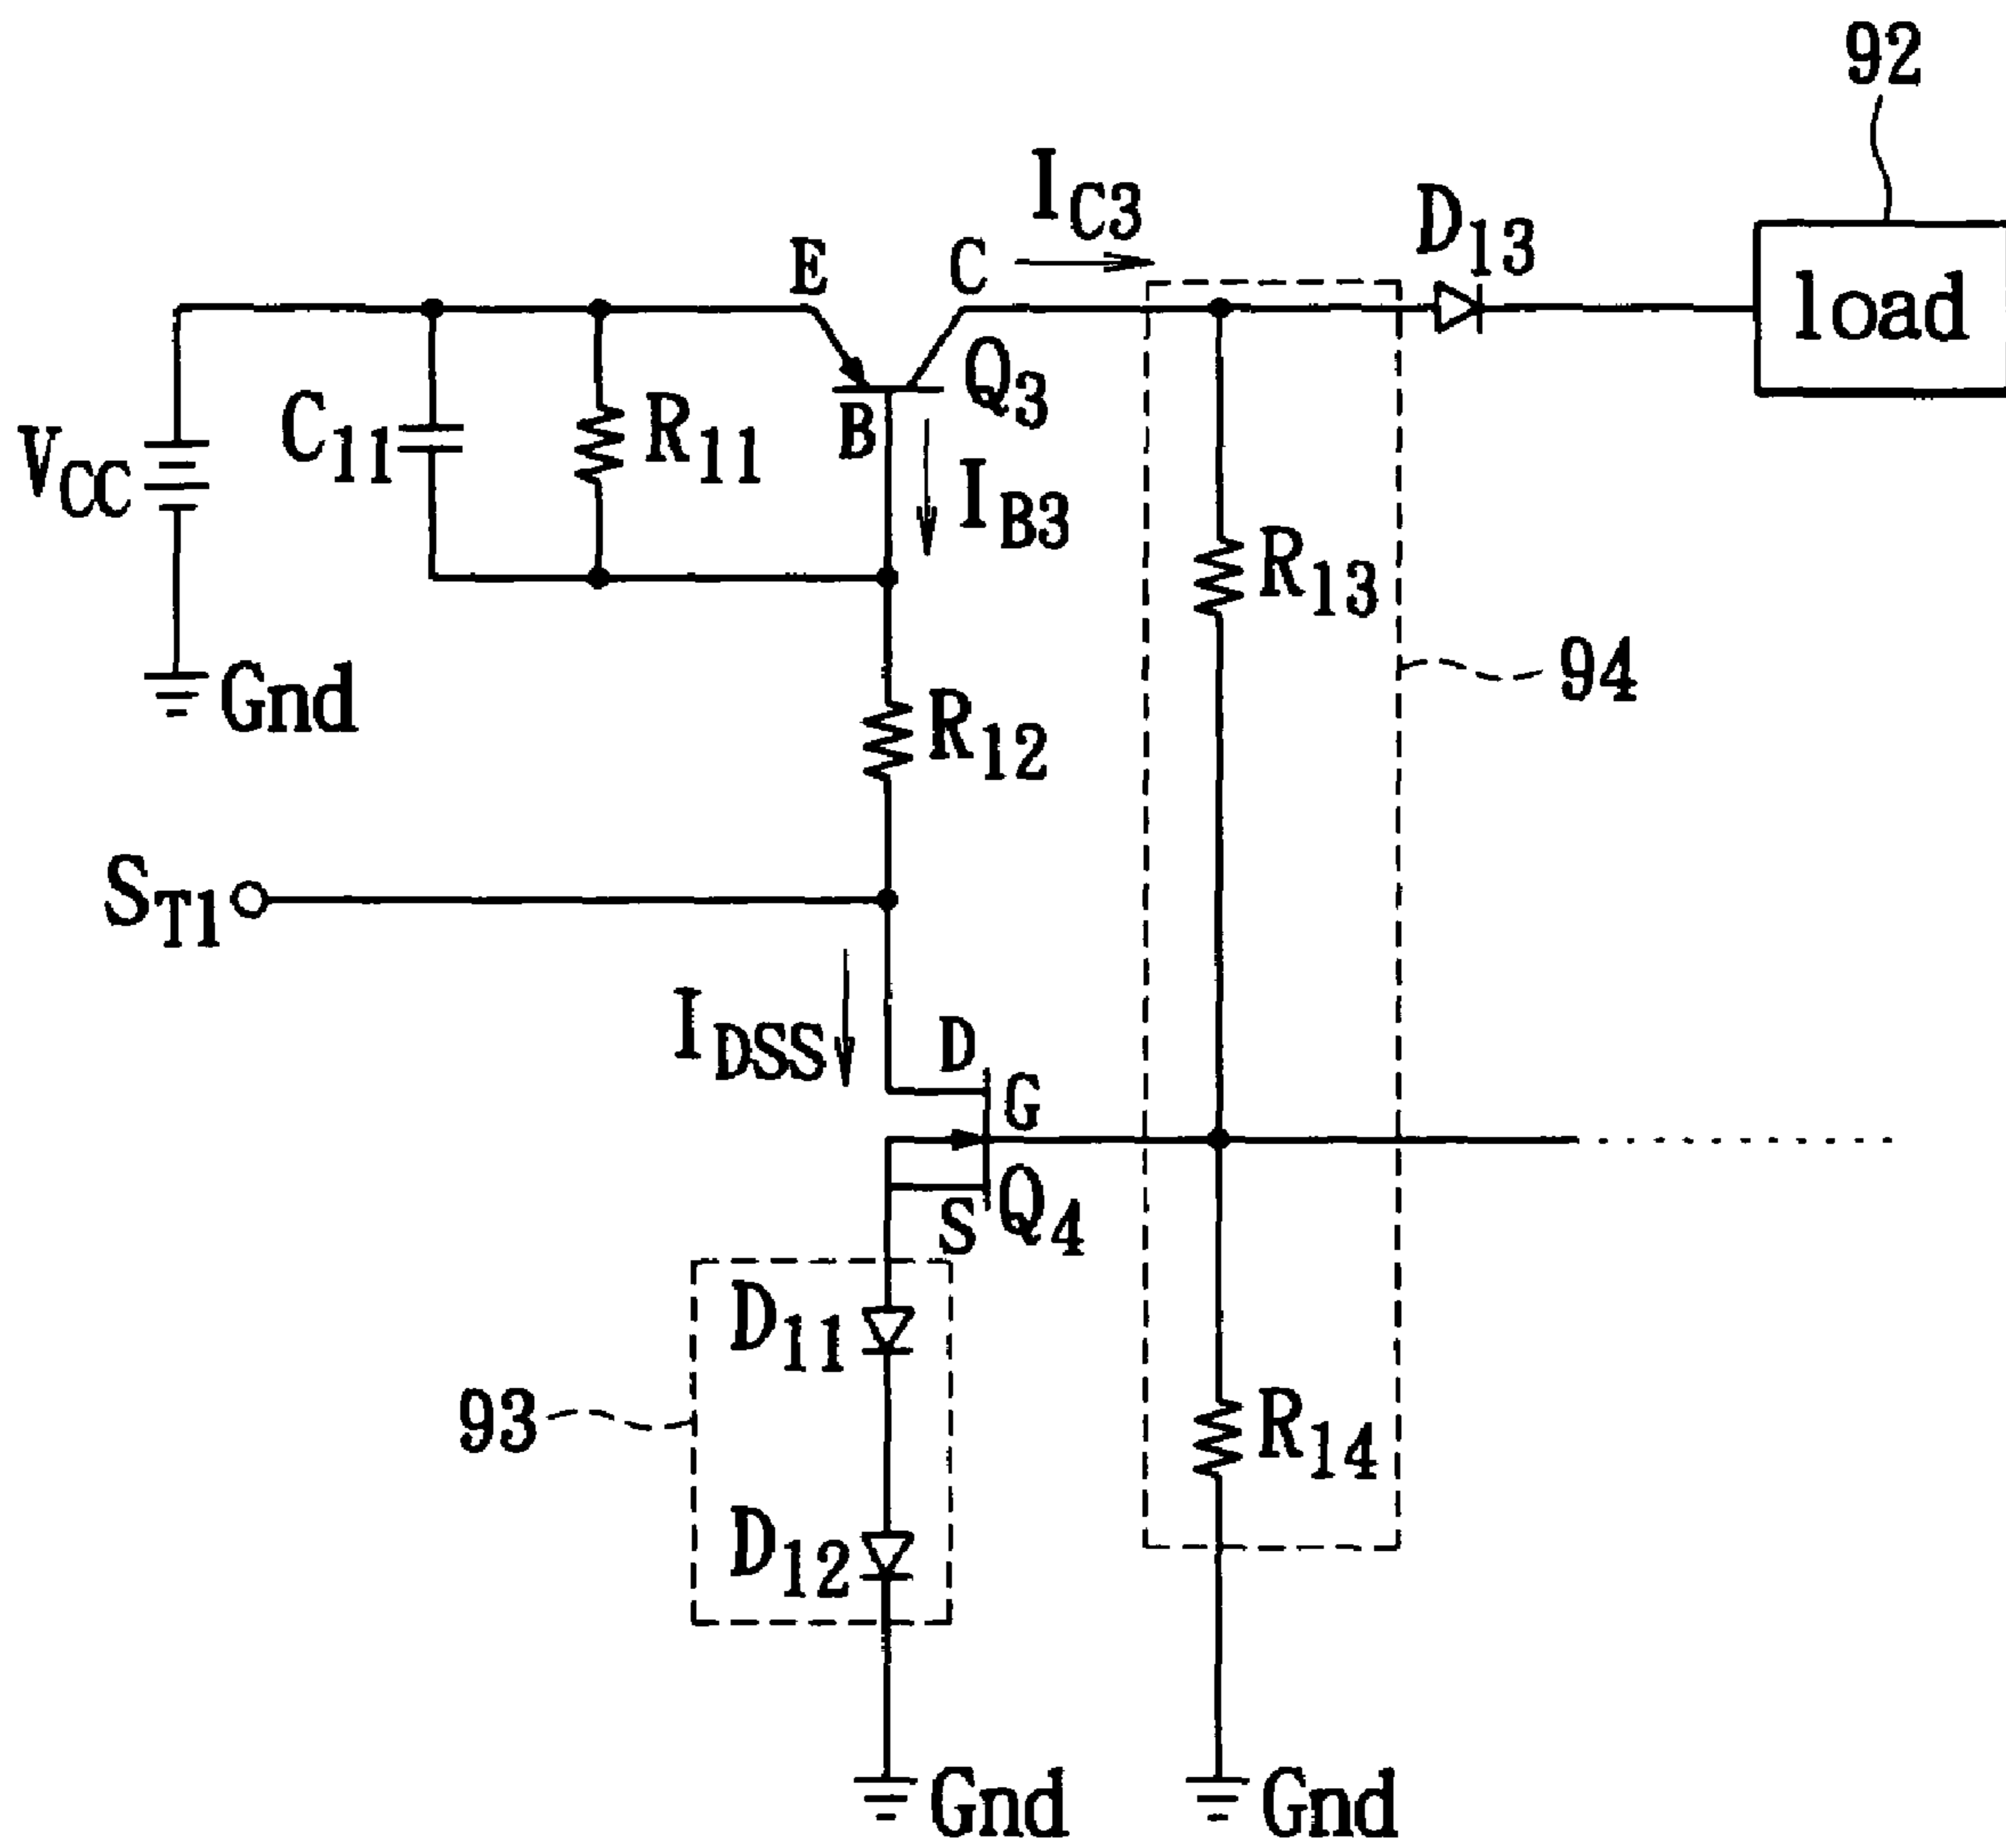 92
I_C3
D_13
E
C
load
Q_3
C_11
R_11
B
V_CC
I_B3
R_13
94
Gnd
R_12
S_T1
I_DSS
D
G
Q_4
S
D_11
93
R_14
D_12
Gnd
Gnd